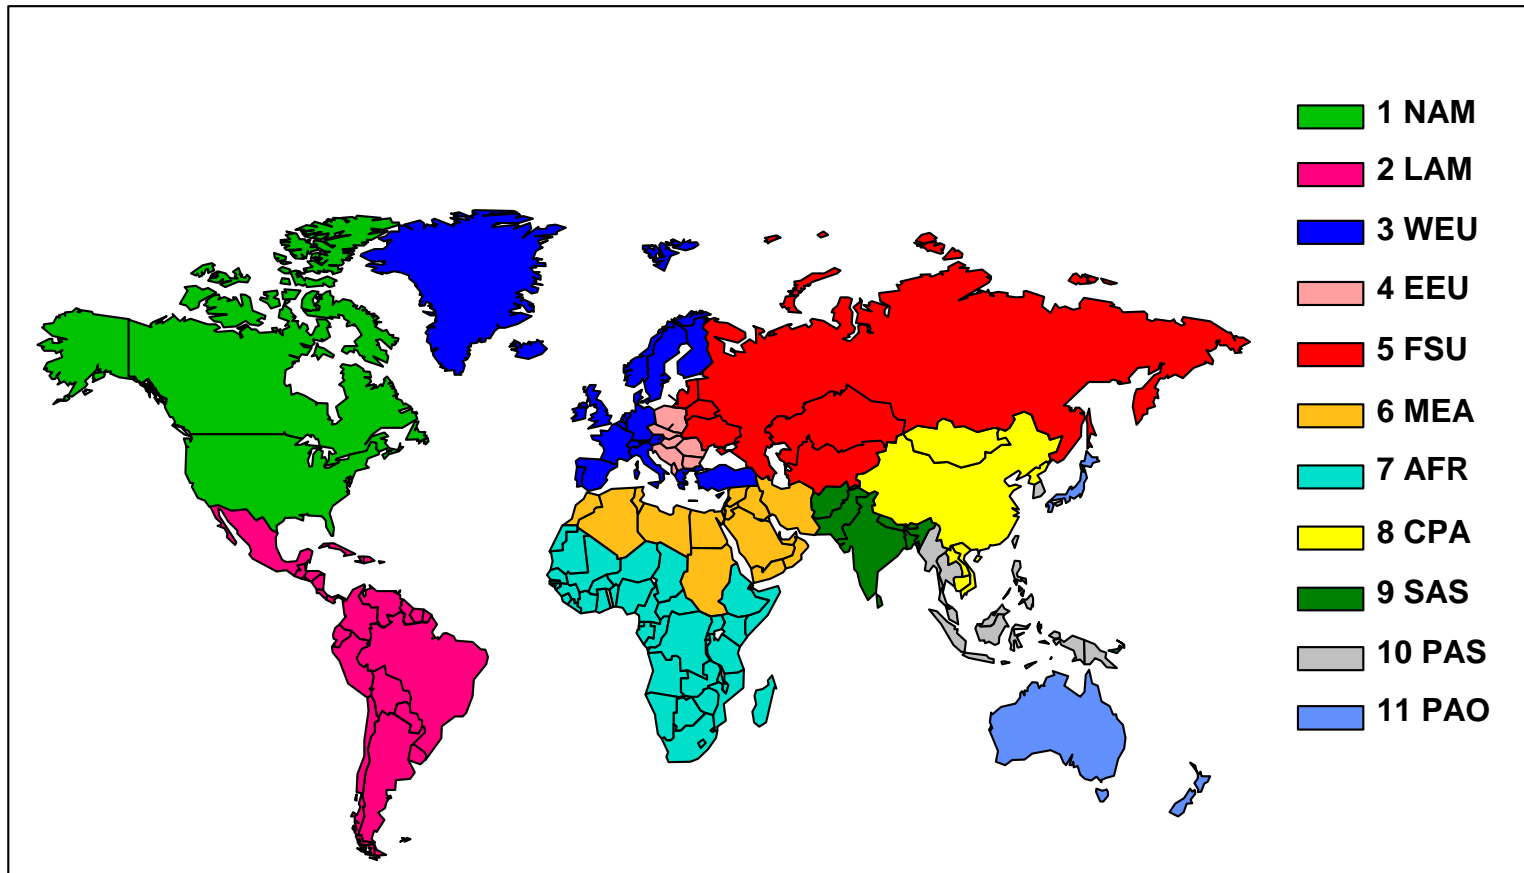 1 NAM
2 LAM
3 WEU
4 EEU
5 FSU
6 MEA
7 AFR
8 CPA
9 SAS
10 PAS
11 PAO